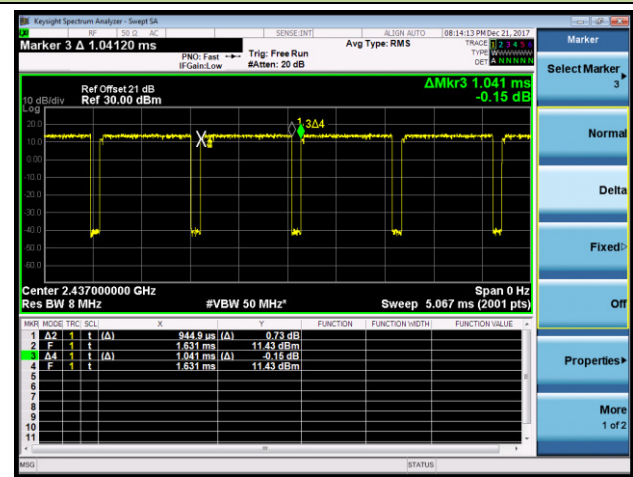 Keysight Spectrum Analyzer - Swept SA
RF 50 Ω AC SENSE:INT ALIGN AUTO 08:14:13 PM Dec 21, 2017
Marker 3 Δ 1.04120 ms
PNO: Fast
IFGain:Low
Trig: Free Run
#Atten: 20 dB
Avg Type: RMS
TRACE 1 2 3 4 5 6
TYPE WWWWWW
DET A N N N N N
Ref Offset 21 dB
10 dB/div Ref 30.00 dBm
Log
ΔMkr3 1.041 ms
-0.15 dB
20.0
10.0
0.00
-10.0
-20.0
-30.0
-40.0
-50.0
-60.0
3Δ4
Center 2.437000000 GHz Span 0 Hz
Res BW 8 MHz #VBW 50 MHz* Sweep 5.067 ms (2001 pts)
MKR MODE TRC SCL X Y FUNCTION FUNCTION WIDTH FUNCTION VALUE
1 Δ2 1 t (Δ) 944.9 µs (Δ) 0.73 dB
2 F 1 t 1.631 ms 11.43 dBm
3 Δ4 1 t (Δ) 1.041 ms (Δ) -0.15 dB
4 F 1 t 1.631 ms 11.43 dBm
5
6
7
8
9
10
11
MSG STATUS
Marker
Select Marker
3
Normal
Delta
Fixed
Off
Properties
More
1 of 2